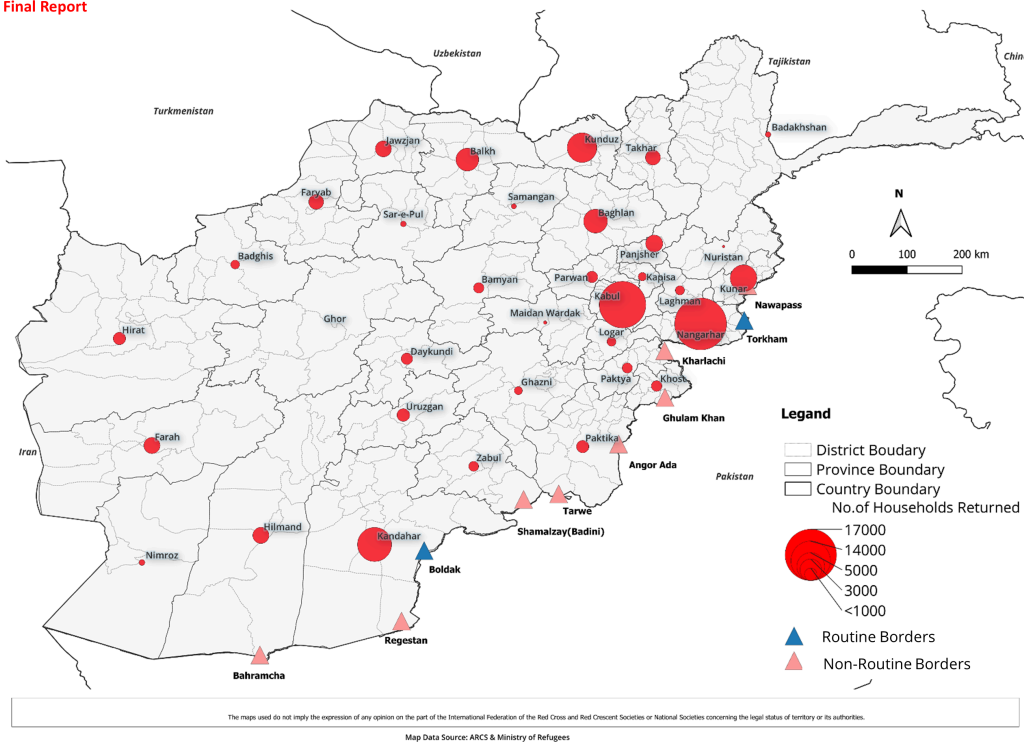 Final Report
Uzbekistan
Tajikistan
Chin
Turkmenistan
Badakhshan
Jawzjan
Balkh
Kunduz
Takhar
Faryab
Samangan
Sar-e-Pul
Baghlan
N
0 100 200 km
Badghis
Panjsher
Nuristan
Bamyan
Parwan
Kapisa
Kunar
Kabul
Laghman
Nawapass
Maidan Wardak
Ghor
Hirat
Logar
Nangarhar
Torkham
Daykundi
Kharlachi
Ghazni
Paktya
Khost
Uruzgan
Ghulam Khan
Legand
Farah
Paktika
Iran
Zabul
Angor Ada
Pakistan
District Boudary
Province Boundary
Country Boundary
No.of Households Returned
17000
14000
5000
3000
<1000
Tarwe
Shamalzay(Badini)
Hilmand
Kandahar
Nimroz
Boldak
Regestan
Bahramcha
Routine Borders
Non-Routine Borders
The maps used do not imply the expression of any opinion on the part of the International Federation of the Red Cross and Red Crescent Societies or National Societies concerning the legal status of territory or its authorities.
Map Data Source: ARCS & Ministry of Refugees